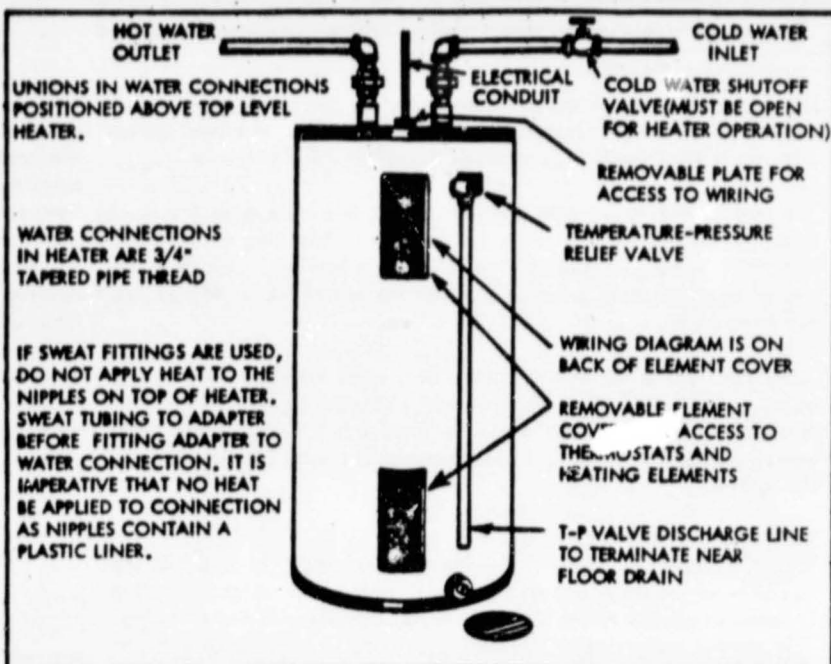 HOT WATER
OUTLET
COLD WATER
INLET
UNIONS IN WATER CONNECTIONS
POSITIONED ABOVE TOP LEVEL
HEATER.
ELECTRICAL
CONDUIT
COLD WATER SHUTOFF
VALVE(MUST BE OPEN
FOR HEATER OPERATION)
REMOVABLE PLATE FOR
ACCESS TO WIRING
WATER CONNECTIONS
IN HEATER ARE 3/4"
TAPERED PIPE THREAD
TEMPERATURE-PRESSURE
RELIEF VALVE
IF SWEAT FITTINGS ARE USED,
DO NOT APPLY HEAT TO THE
NIPPLES ON TOP OF HEATER.
SWEAT TUBING TO ADAPTER
BEFORE FITTING ADAPTER TO
WATER CONNECTION. IT IS
IMPERATIVE THAT NO HEAT
BE APPLIED TO CONNECTION
AS NIPPLES CONTAIN A
PLASTIC LINER.
WIRING DIAGRAM IS ON
BACK OF ELEMENT COVER
REMOVABLE ELEMENT
ACCESS TO
THERMOSTATS AND
HEATING ELEMENTS
T-P VALVE DISCHARGE LINE
TO TERMINATE NEAR
FLOOR DRAIN